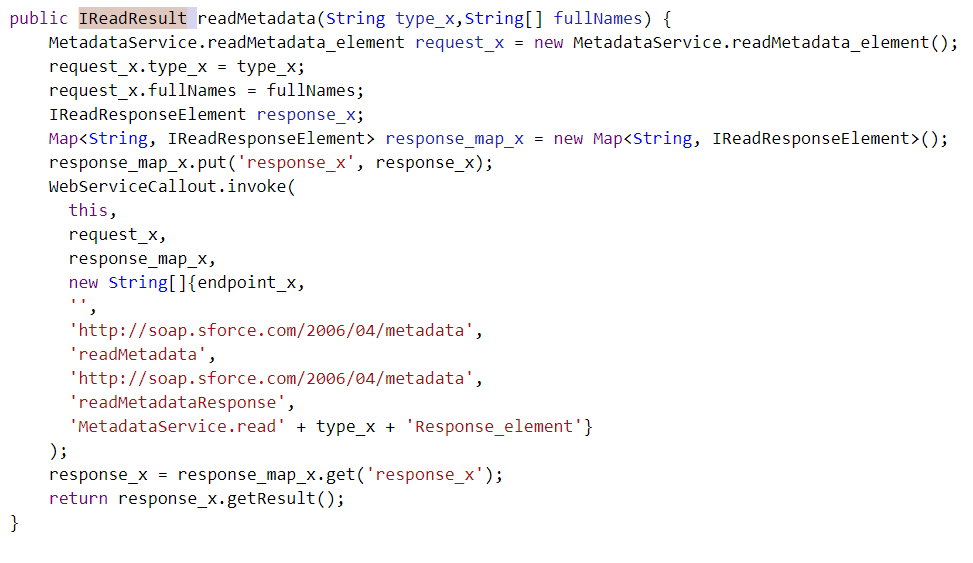 public IReadResult readMetadata(String type_x,String[] fullNames) {
MetadataService.readMetadata_element request_x = new MetadataService.readMetadata_element();
request_x.type_x = type_x;
request_x.fullNames = fullNames;
IReadResponseElement response_x;
Map<String, IReadResponseElement> response_map_x = new Map<String, IReadResponseElement>();
response_map_x.put('response_x', response_x);
WebServiceCallout.invoke(
this,
request_x,
response_map_x,
new String[]{endpoint_x,
'',
'http://soap.sforce.com/2006/04/metadata',
'readMetadata',
'http://soap.sforce.com/2006/04/metadata',
'readMetadataResponse',
'MetadataService.read' + type_x + 'Response_element'}
);
response_x = response_map_x.get('response_x');
return response_x.getResult();
}